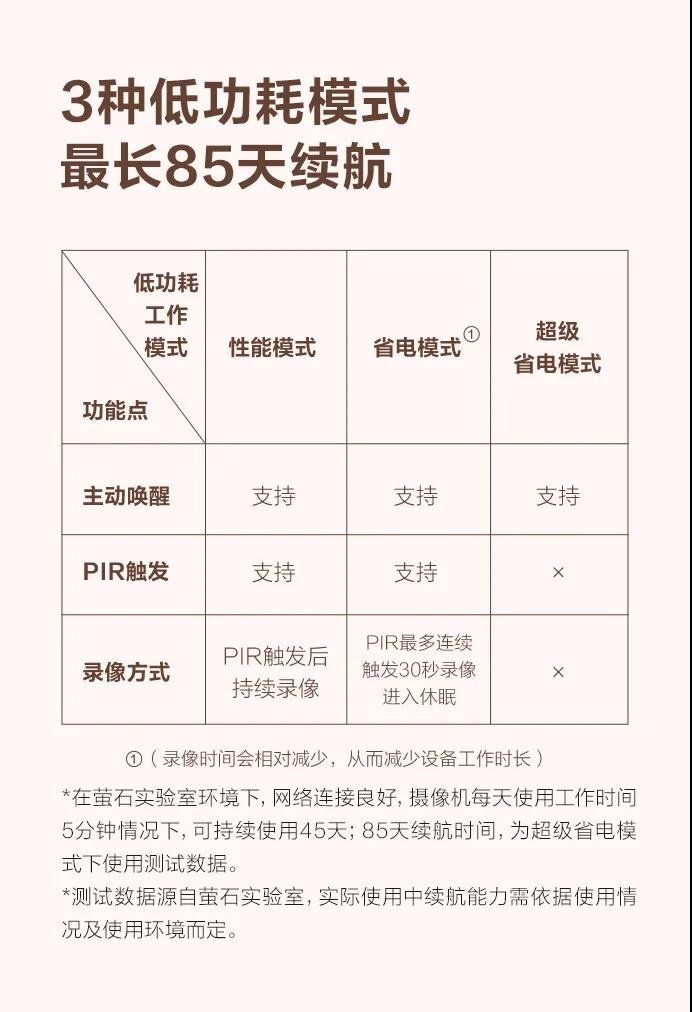 3种低功耗模式
最长85天续航
低功耗
工作
模式
功能点
性能模式
省电模式①
超级
省电模式
主动唤醒
支持
支持
支持
PIR触发
支持
支持
×
录像方式
PIR触发后
持续录像
PIR最多连续
触发30秒录像
进入休眠
×
①（录像时间会相对减少，从而减少设备工作时长）
*在萤石实验室环境下, 网络连接良好, 摄像机每天使用工作时间
5分钟情况下, 可持续使用45天; 85天续航时间, 为超级省电模
式下使用测试数据。
*测试数据源自萤石实验室, 实际使用中续航能力需依据使用情
况及使用环境而定。